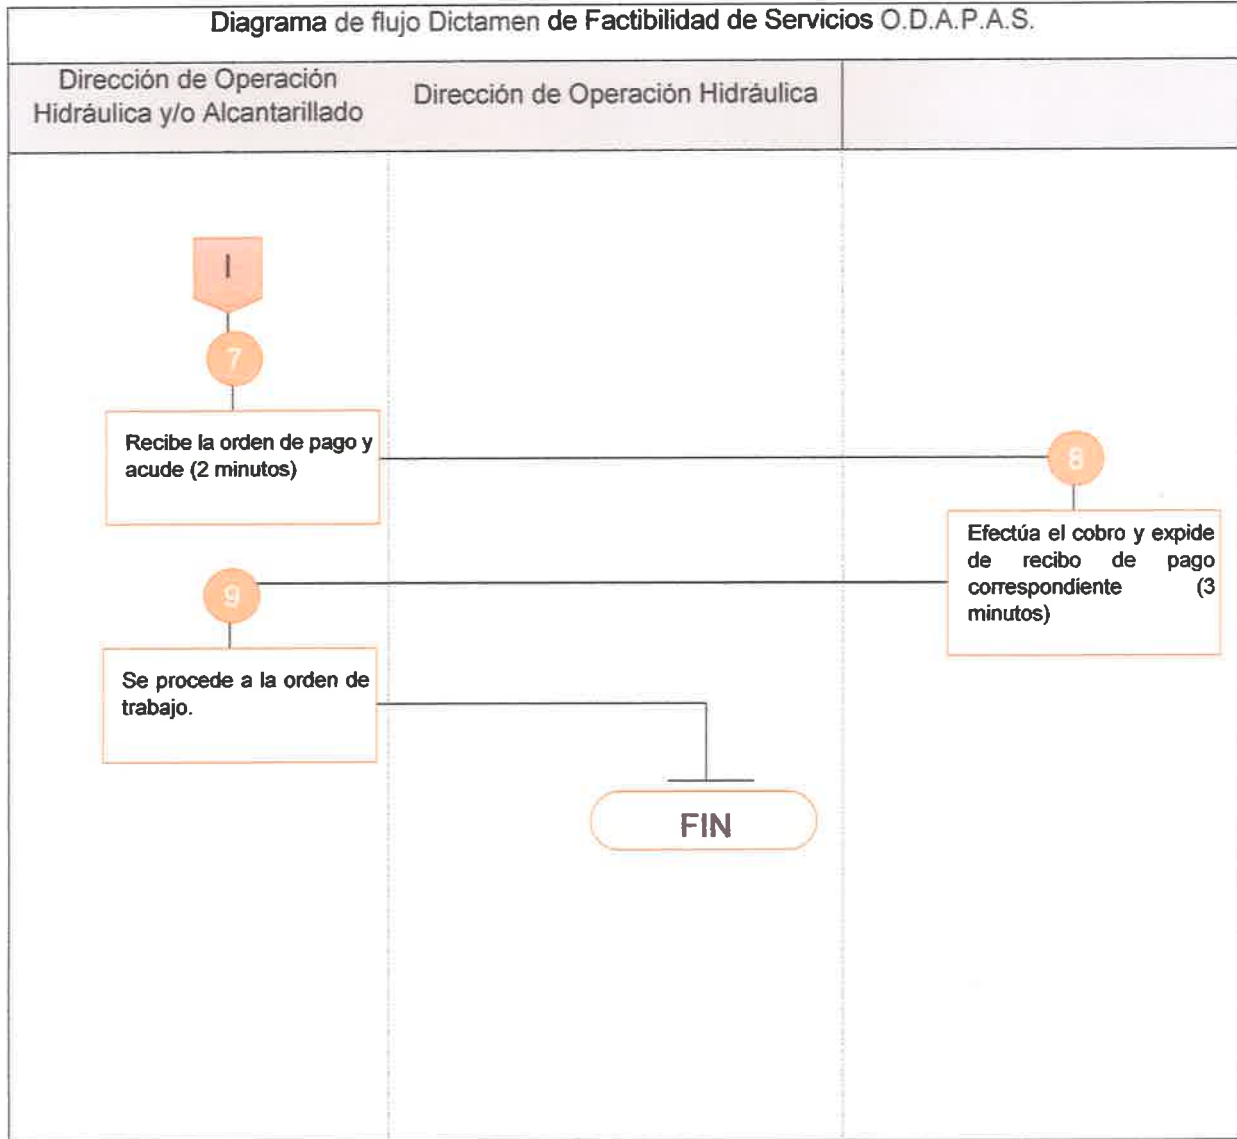 Diagrama de flujo Dictamen de Factibilidad de Servicios O.D.A.P.A.S.
Dirección de Operación
Hidráulica y/o Alcantarillado
Dirección de Operación Hidráulica
I
7
Recibe la orden de pago y
acude (2 minutos)
8
Efectúa el cobro y expide
de recibo de pago
correspondiente (3
minutos)
9
Se procede a la orden de
trabajo.
FIN